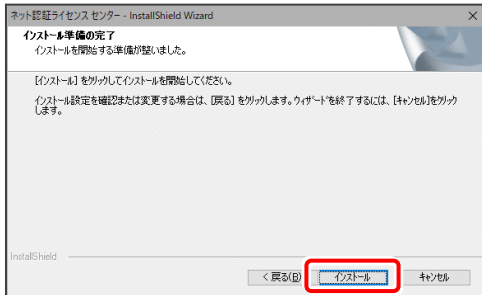 ネット認証ライセンス センター - InstallShield Wizard
インストール準備の完了
インストールを開始する準備が整いました。
[インストール] をクリックしてインストールを開始してください。
インストール設定を確認または変更する場合は、[戻る] をクリックします。ウィザードを終了するには、[キャンセル]をクリック
します。
InstallShield
< 戻る(B)
インストール
キャンセル